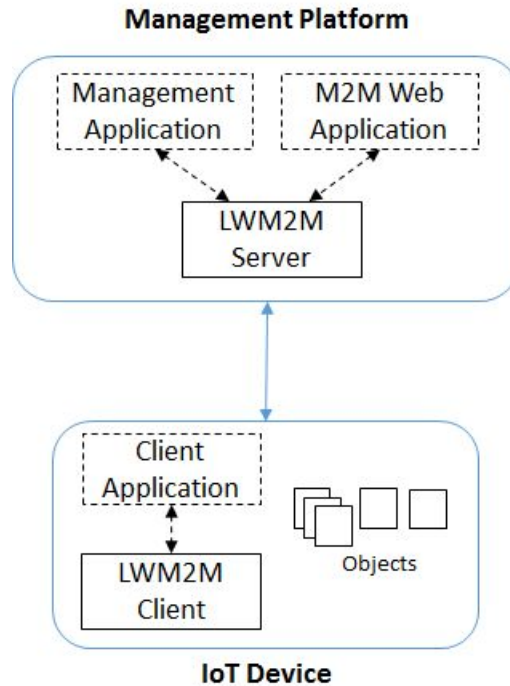 Management Platform
Management
Application
M2M Web
Application
LWM2M
Server
Client
Application
LWM2M
Client
Objects
IoT Device